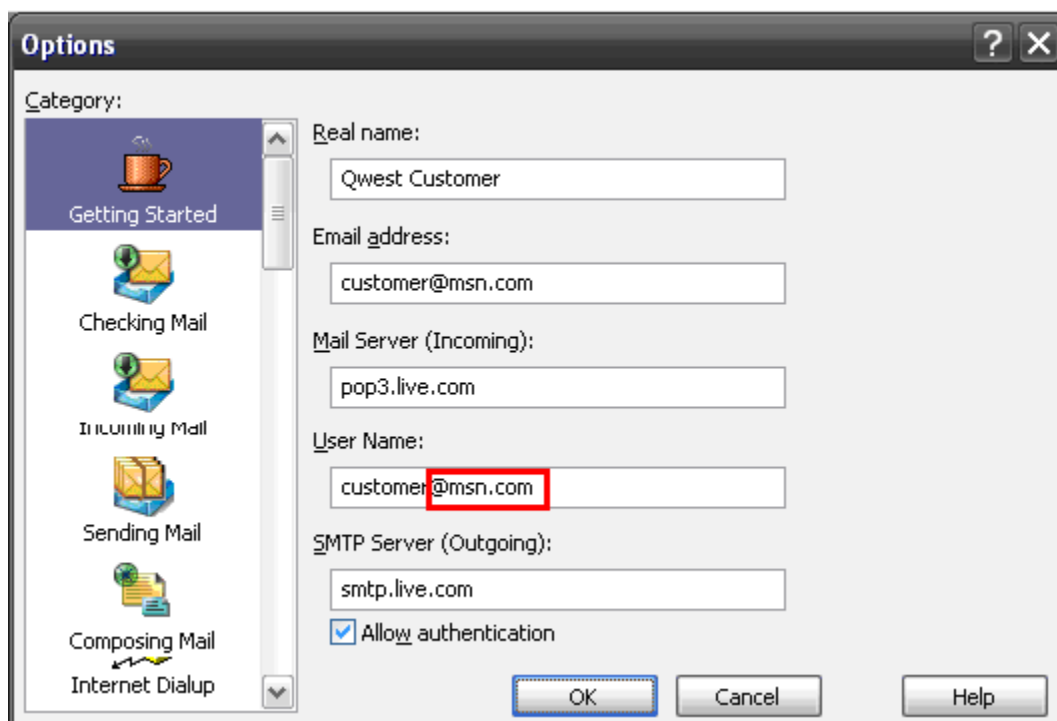 Options
Category:
Getting Started
Checking Mail
Incoming Mail
Sending Mail
Composing Mail
Internet Dialup
Real name:
Qwest Customer
Email address:
customer@msn.com
Mail Server (Incoming):
pop3.live.com
User Name:
customer@msn.com
SMTP Server (Outgoing):
smtp.live.com
Allow authentication
OK
Cancel
Help